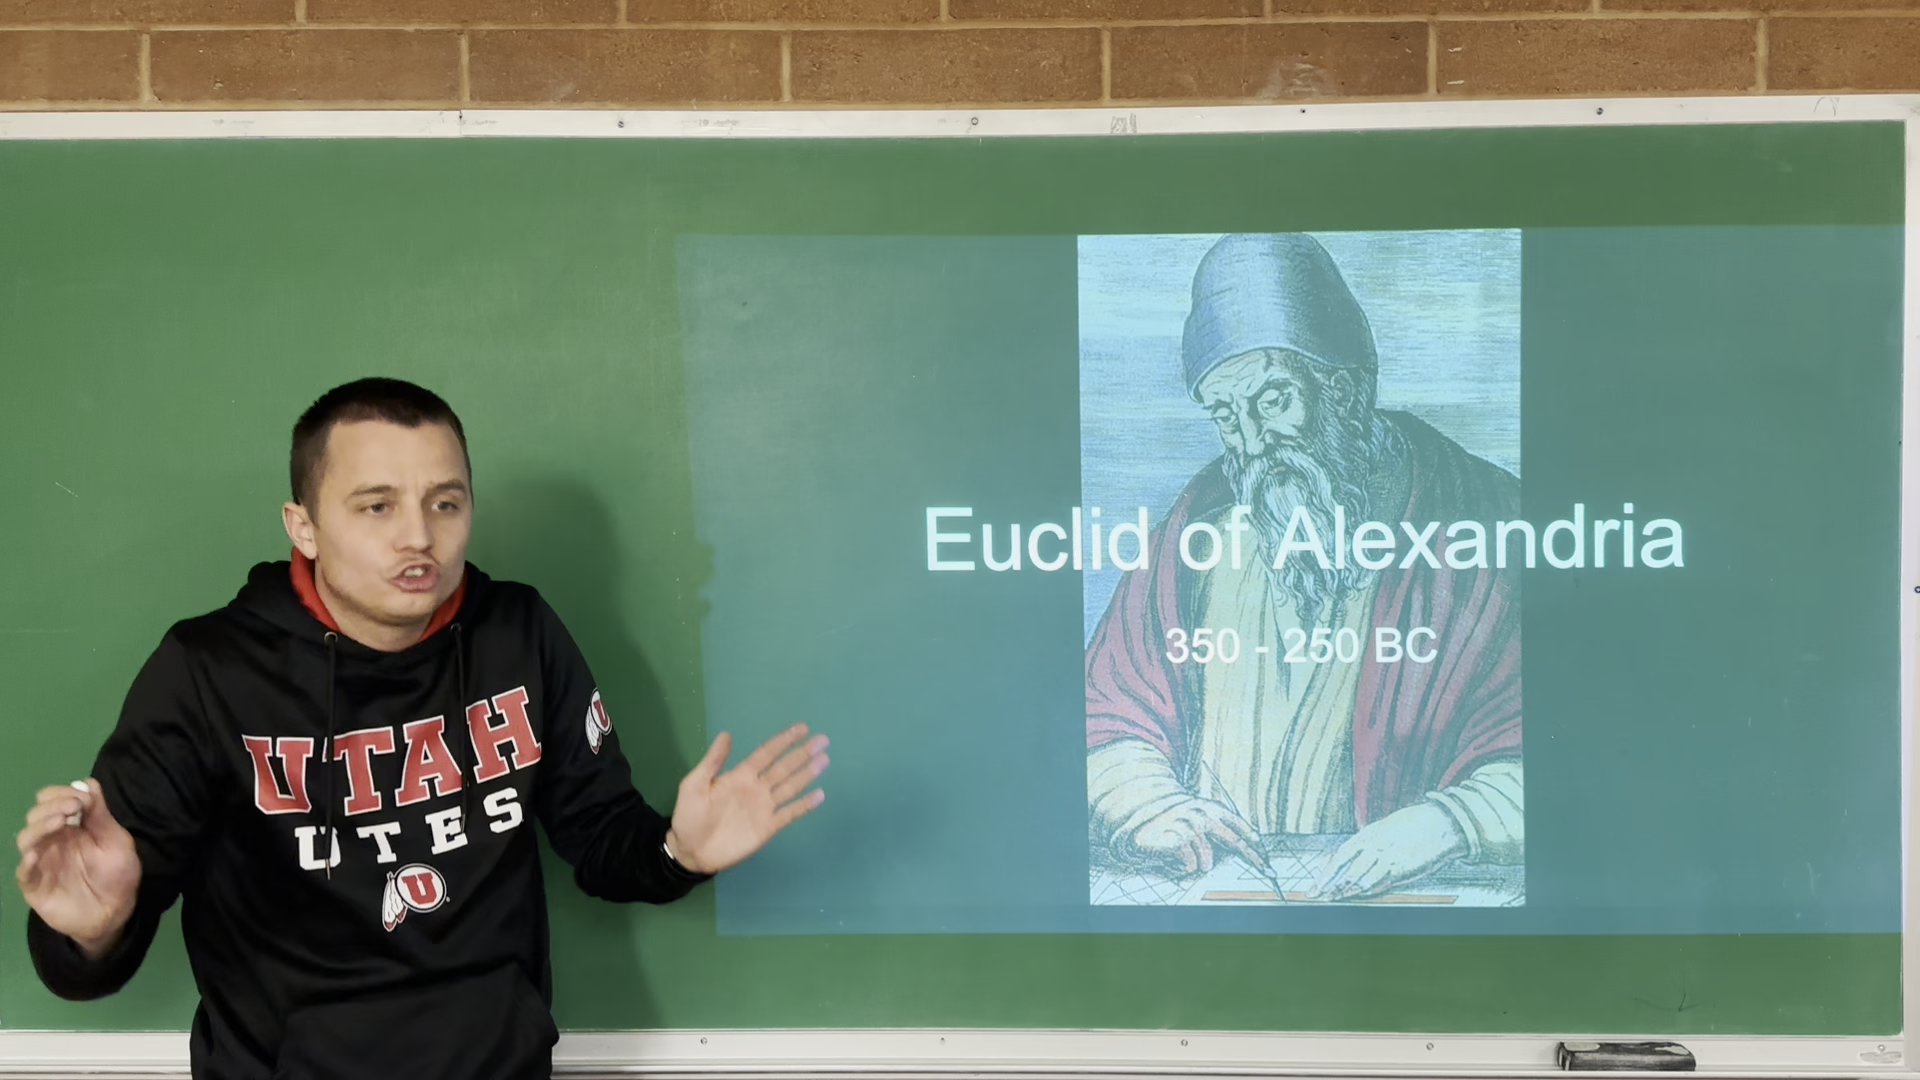 Euclid of Alexandria
350 - 250 BC
UTAH
UTES
U
U